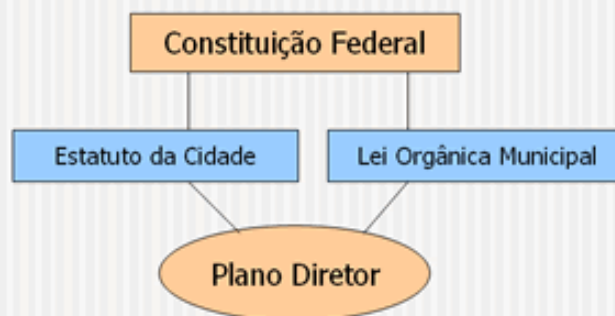 Constituição Federal
Estatuto da Cidade
Lei Orgânica Municipal
Plano Diretor